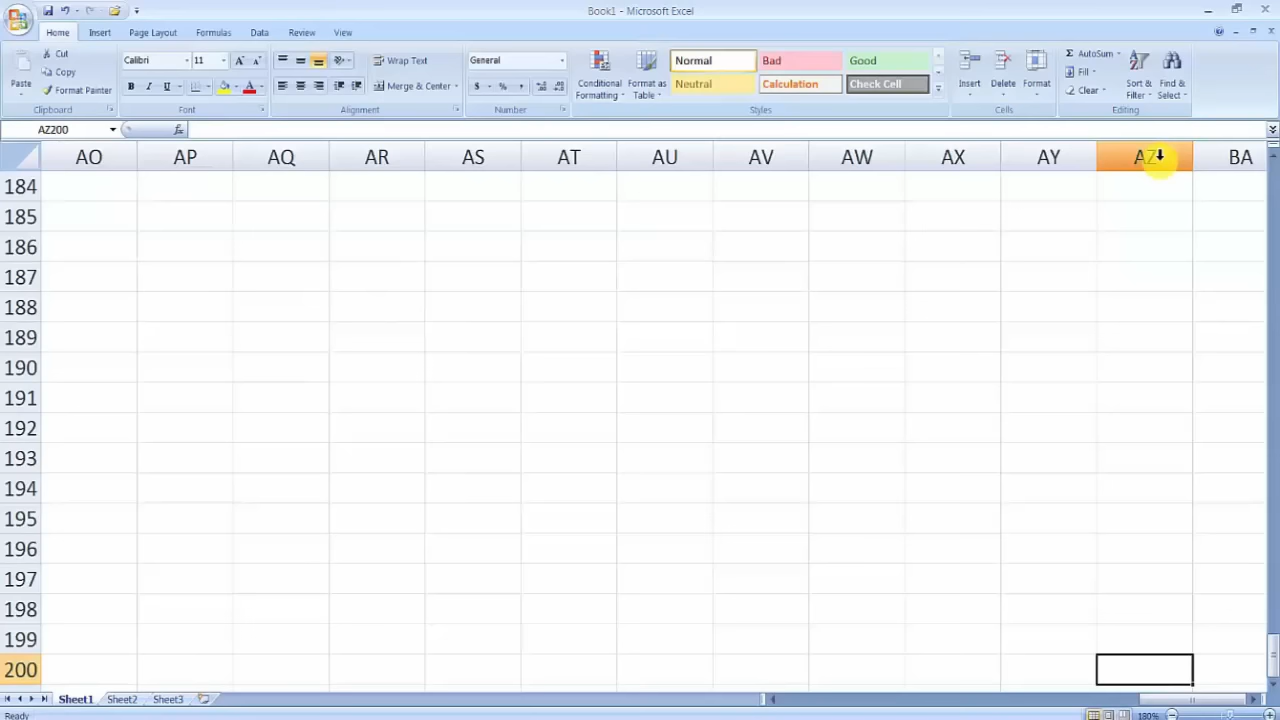 Book1 - Microsoft Excel
Home Insert Page Layout Formulas Data Review View
Paste
Cut
Copy
Format Painter
Clipboard
Calibri 11
B I U
Font
Wrap Text
Merge & Center
Alignment
General
$ % ,
Number
Conditional Formatting
Format as Table
Normal Bad Good
Neutral Calculation Check Cell
Styles
Insert Delete Format
Cells
AutoSum
Fill
Clear
Sort & Filter
Find & Select
Editing
AZ200 fx
AO AP AQ AR AS AT AU AV AW AX AY AZ BA
184
185
186
187
188
189
190
191
192
193
194
195
196
197
198
199
200
Sheet1 Sheet2 Sheet3
Ready 180%